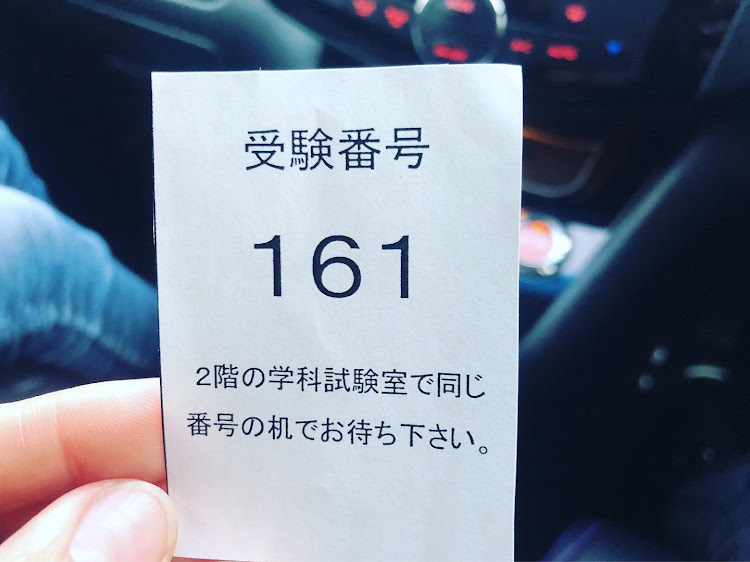 受験番号
161
2階の学科試験室で同じ
番号の机でお待ち下さい。